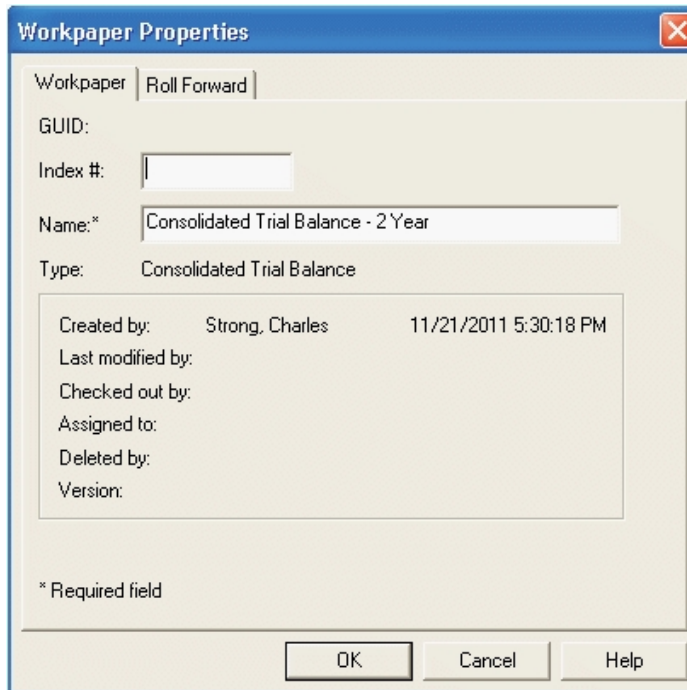 Workpaper Properties
Workpaper Roll Forward
GUID:
Index #:
Name:* Consolidated Trial Balance - 2 Year
Type: Consolidated Trial Balance
Created by: Strong, Charles 11/21/2011 5:30:18 PM
Last modified by:
Checked out by:
Assigned to:
Deleted by:
Version:
* Required field
OK Cancel Help